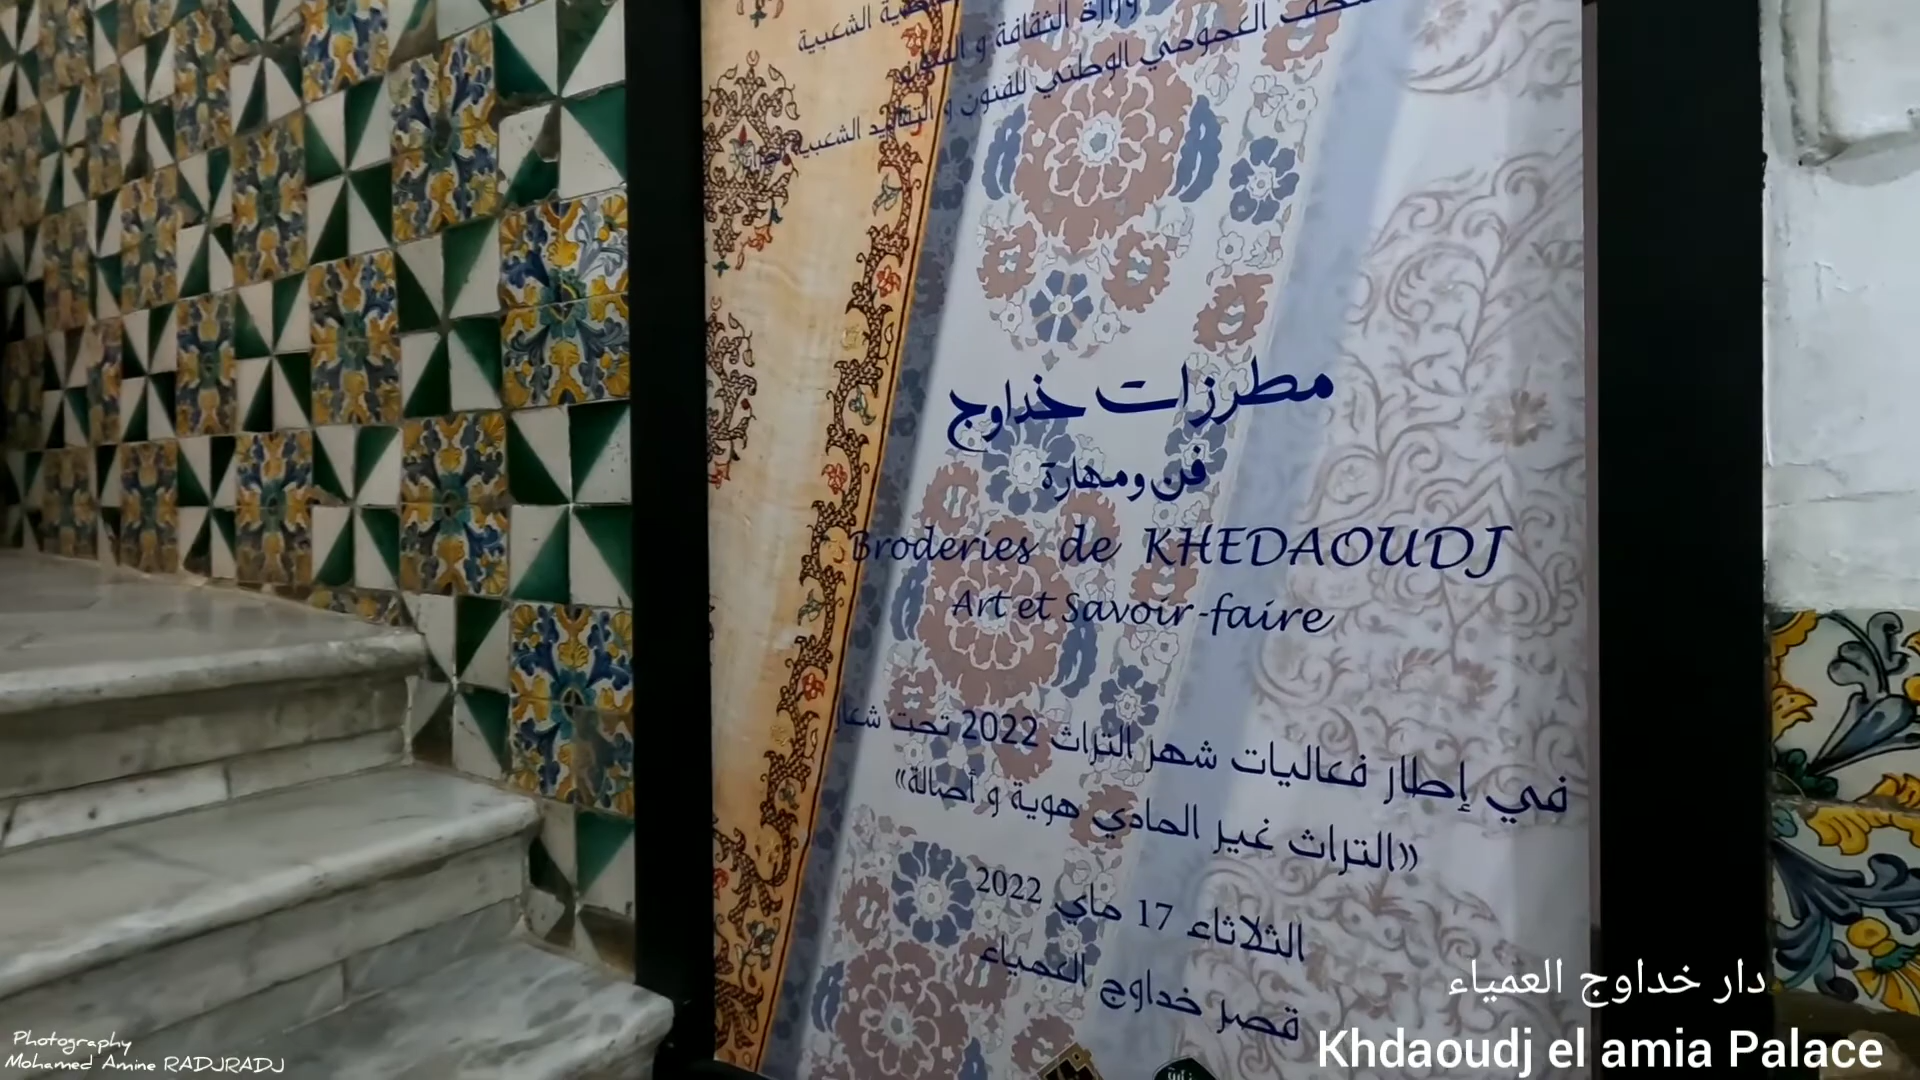 الشعبية
وزارة الثقافة و الفنون
العمومي الوطني للفنون و التقاليد الشعبية
مطرزات خداوج
فن ومهارة
Broderies de KHEDAOUDJ
Art et Savoir-faire
في إطار فعاليات شهر التراث 2022 تحت شعار
«التراث غير المادي هوية و أصالة»
الثلاثاء 17 ماي 2022
قصر خداوج العمياء
دار خداوج العمياء
Khdaoudj el amia Palace
Photography
Mohamed Amine RADJRADJ